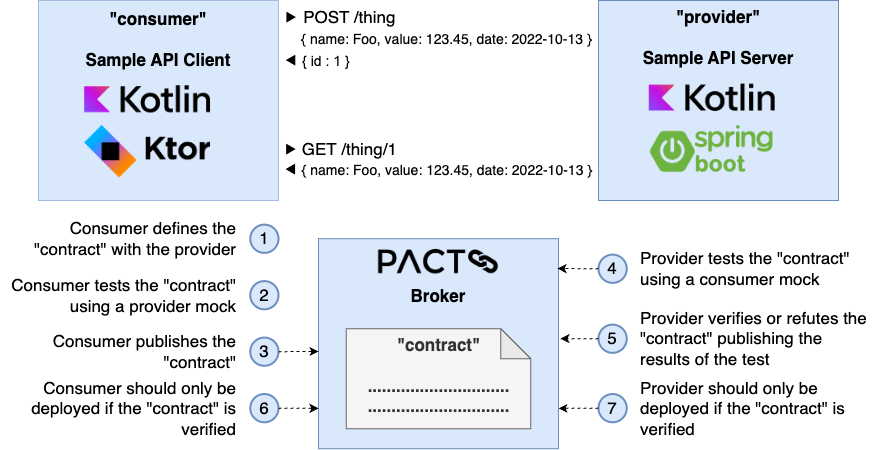 "consumer"
Sample API Client
Kotlin
Ktor
POST /thing
{ name: Foo, value: 123.45, date: 2022-10-13 }
{ id : 1 }
GET /thing/1
{ name: Foo, value: 123.45, date: 2022-10-13 }
"provider"
Sample API Server
Kotlin
spring
boot
Consumer defines the
"contract" with the provider
1
Consumer tests the "contract"
using a provider mock
2
Consumer publishes the
"contract"
3
Consumer should only be
deployed if the "contract" is
verified
6
PACT
Broker
"contract"
4
Provider tests the "contract"
using a consumer mock
5
Provider verifies or refutes the
"contract" publishing the
results of the test
7
Provider should only be
deployed if the "contract" is
verified